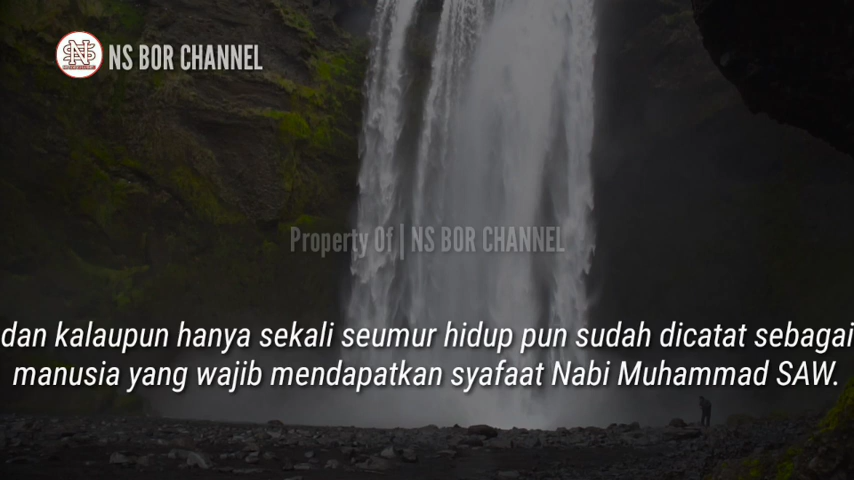 NS BOR CHANNEL
Property Of | NS BOR CHANNEL
dan kalaupun hanya sekali seumur hidup pun sudah dicatat sebagai
manusia yang wajib mendapatkan syafaat Nabi Muhammad SAW.